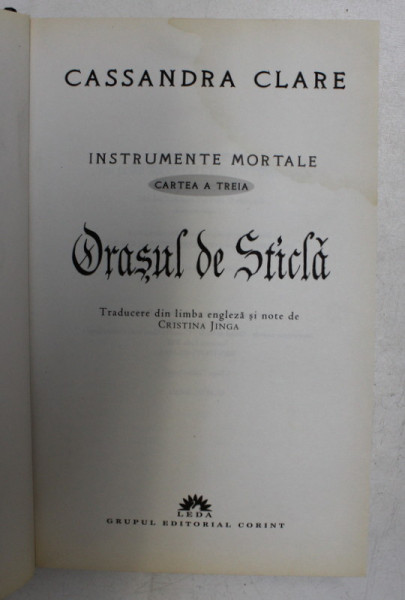 CASSANDRA CLARE
INSTRUMENTE MORTALE
CARTEA A TREIA
Orașul de Sticlă
Traducere din limba engleză și note de
CRISTINA JINGA
LEDA
GRUPUL EDITORIAL CORINT